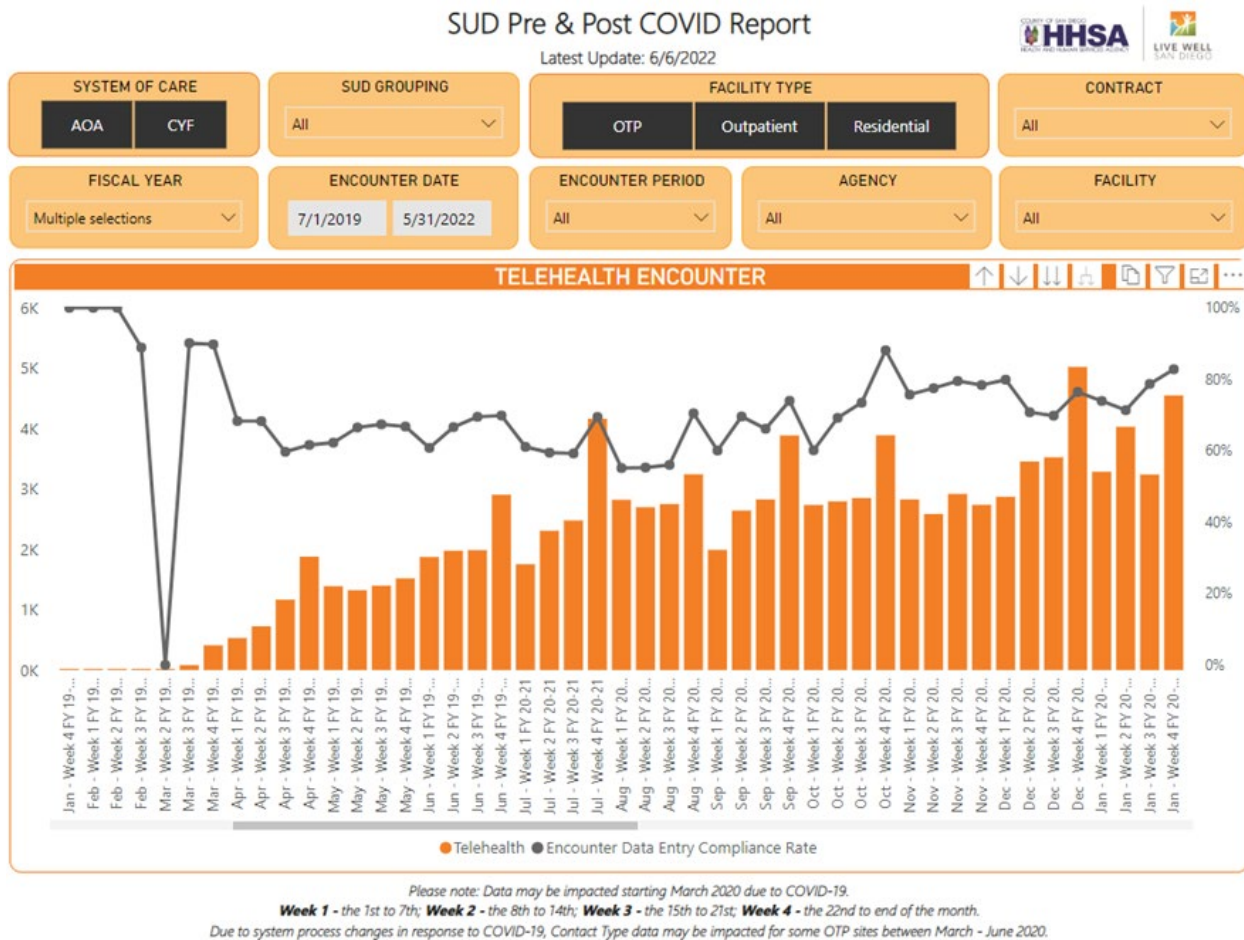 SUD Pre & Post COVID Report
Latest Update: 6/6/2022
COUNTY OF SAN DIEGO
HHSA
HEALTH AND HUMAN SERVICES AGENCY
LIVE WELL
SAN DIEGO
SYSTEM OF CARE
AOA CYF
SUD GROUPING
All
FACILITY TYPE
OTP Outpatient Residential
CONTRACT
All
FISCAL YEAR
Multiple selections
ENCOUNTER DATE
7/1/2019 5/31/2022
ENCOUNTER PERIOD
All
AGENCY
All
FACILITY
All
TELEHEALTH ENCOUNTER
6K
5K
4K
3K
2K
1K
0K
100%
80%
60%
40%
20%
0%
Jan - Week 4 FY 19-...
Feb - Week 1 FY 19...
Feb - Week 2 FY 19...
Feb - Week 3 FY 19...
Mar - Week 2 FY 19...
Mar - Week 3 FY 19...
Mar - Week 4 FY 19...
Apr - Week 1 FY 19...
Apr - Week 2 FY 19...
Apr - Week 3 FY 19...
Apr - Week 4 FY 19...
May - Week 1 FY 19...
May - Week 2 FY 19...
May - Week 3 FY 19...
May - Week 4 FY 19...
Jun - Week 1 FY 19-...
Jun - Week 2 FY 19-...
Jun - Week 3 FY 19-...
Jun - Week 4 FY 19-...
Jul - Week 1 FY 20-21
Jul - Week 2 FY 20-21
Jul - Week 3 FY 20-21
Jul - Week 4 FY 20-21
Aug - Week 1 FY 20...
Aug - Week 2 FY 20...
Aug - Week 3 FY 20...
Aug - Week 4 FY 20...
Sep - Week 1 FY 20...
Sep - Week 2 FY 20...
Sep - Week 3 FY 20...
Sep - Week 4 FY 20...
Oct - Week 1 FY 20...
Oct - Week 2 FY 20...
Oct - Week 3 FY 20...
Oct - Week 4 FY 20...
Nov - Week 1 FY 20...
Nov - Week 2 FY 20...
Nov - Week 3 FY 20...
Nov - Week 4 FY 20...
Dec - Week 1 FY 20...
Dec - Week 2 FY 20...
Dec - Week 3 FY 20...
Dec - Week 4 FY 20...
Jan - Week 1 FY 20-...
Jan - Week 2 FY 20-...
Jan - Week 3 FY 20-...
Jan - Week 4 FY 20-...
Telehealth Encounter Data Entry Compliance Rate
Please note: Data may be impacted starting March 2020 due to COVID-19.
Week 1 - the 1st to 7th; Week 2 - the 8th to 14th; Week 3 - the 15th to 21st; Week 4 - the 22nd to end of the month.
Due to system process changes in response to COVID-19, Contact Type data may be impacted for some OTP sites between March - June 2020.